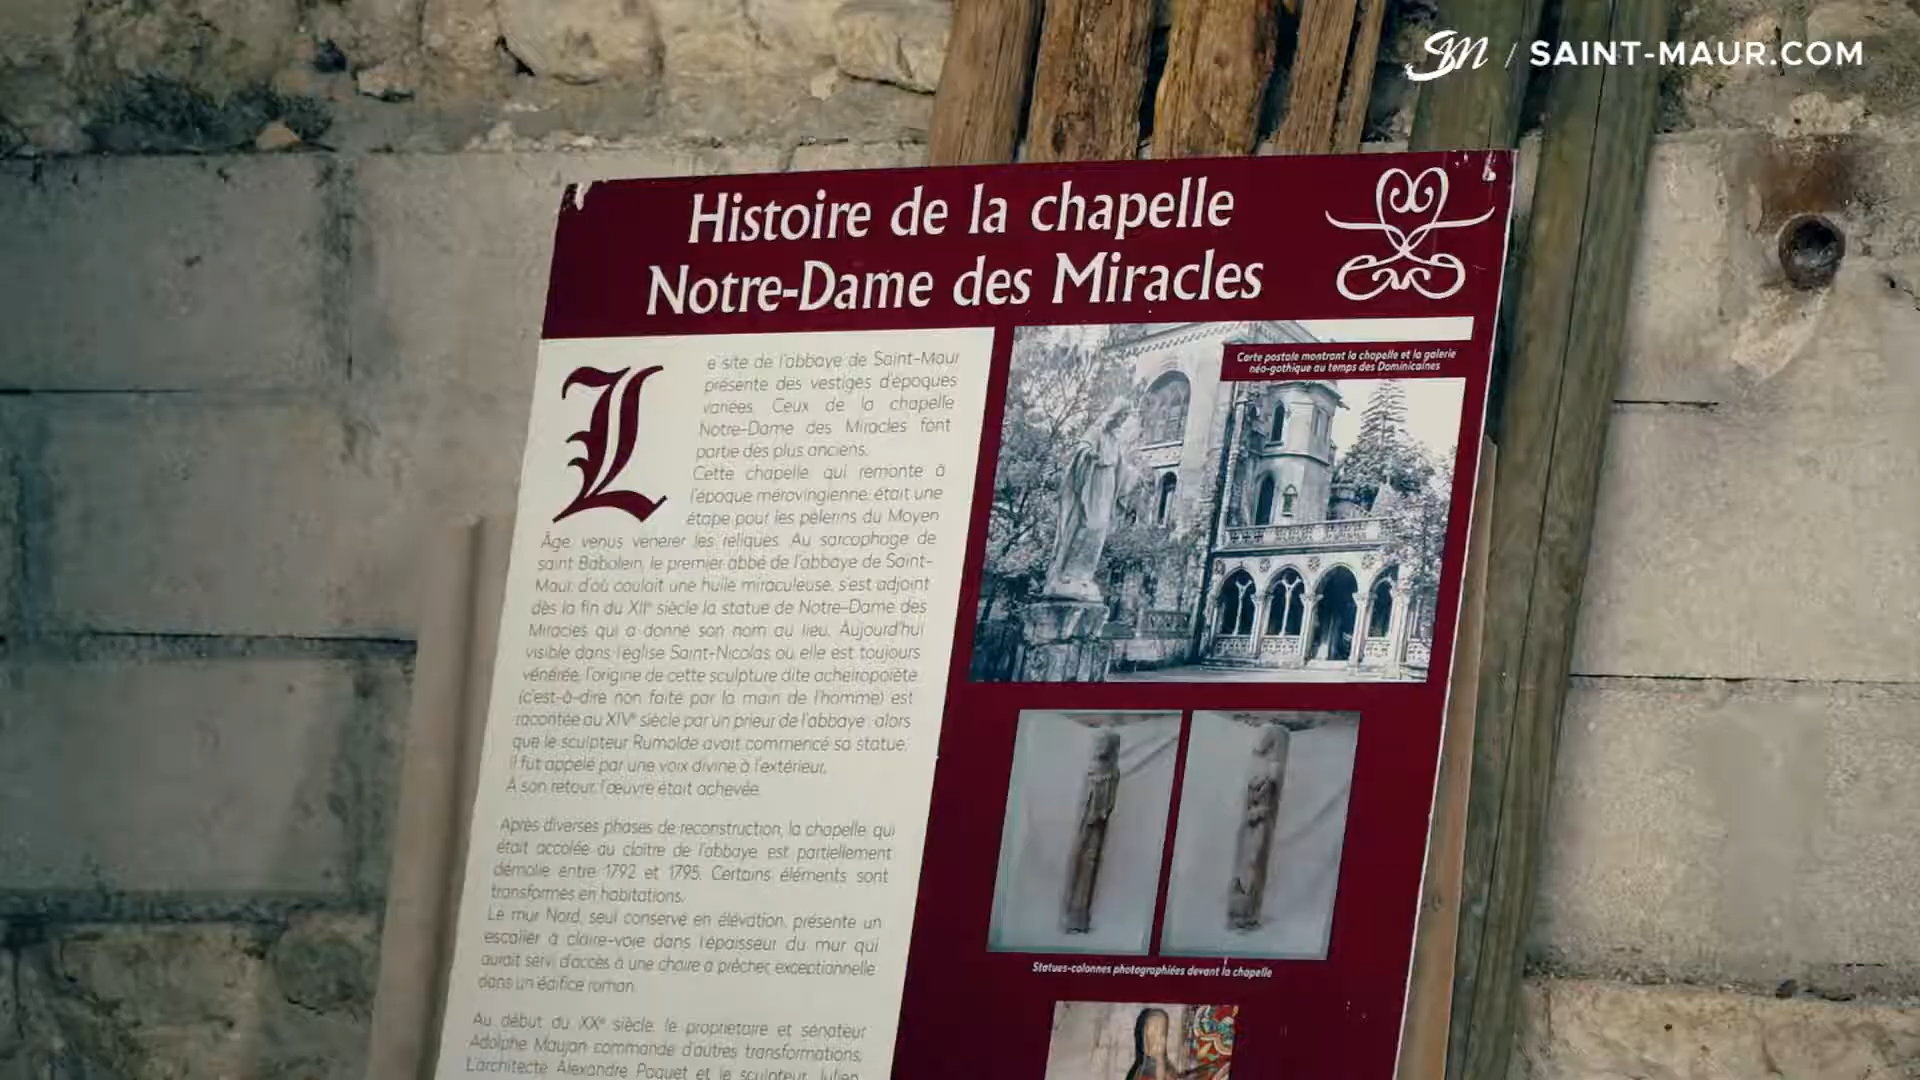 SM / SAINT-MAUR.COM
Histoire de la chapelle
Notre-Dame des Miracles
Le site de l'abbaye de Saint-Maur
présente des vestiges d'époques
variées. Ceux de la chapelle
Notre-Dame des Miracles font
partie des plus anciens.
Cette chapelle, qui remonte à
l'époque mérovingienne, était une
étape pour les pèlerins du Moyen
Âge, venus vénérer les reliques. Au sarcophage de
saint Babolein, le premier abbé de l'abbaye de Saint-
Maur, d'où coulait une huile miraculeuse, s'est adjoint
dès la fin du XIIe siècle la statue de Notre-Dame des
Miracles qui a donné son nom au lieu. Aujourd'hui
visible dans l'église Saint-Nicolas où elle est toujours
vénérée, l'origine de cette sculpture dite acheiropoïète
(c'est-à-dire non faite par la main de l'homme) est
racontée au XIVe siècle par un prieur de l'abbaye : alors
que le sculpteur Rumolde avait commencé sa statue,
il fut appelé par une voix divine à l'extérieur.
À son retour, l'œuvre était achevée.
Après diverses phases de reconstruction, la chapelle qui
était accolée au cloître de l'abbaye est partiellement
démolie entre 1792 et 1795. Certains éléments sont
transformés en habitations.
Le mur Nord, seul conservé en élévation, présente un
escalier à claire-voie dans l'épaisseur du mur qui
aurait servi d'accès à une chaire à prêcher, exceptionnelle
dans un édifice roman.
Au début du XXe siècle, le propriétaire et sénateur
Adolphe Maujan commande d'autres transformations.
L'architecte Alexandre Paquet et le sculpteur Julien
Carte postale montrant la chapelle et la galerie
néo-gothique au temps des Dominicaines
Statues-colonnes photographiées devant la chapelle